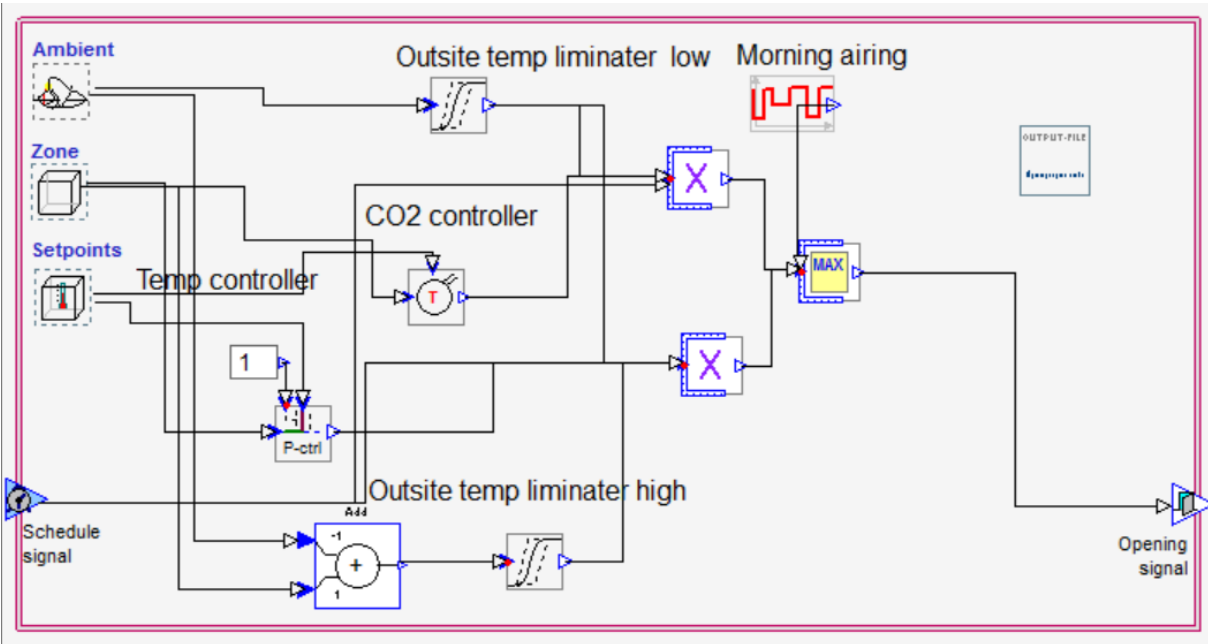 Ambient
Outsite temp liminater low
Morning airing
OUTPUT-FILE
Zone
X
CO2 controller
Setpoints
MAX
Temp controller
T
1
X
P-ctrl
Outsite temp liminater high
Schedule
signal
Add
-1
+
1
Opening
signal